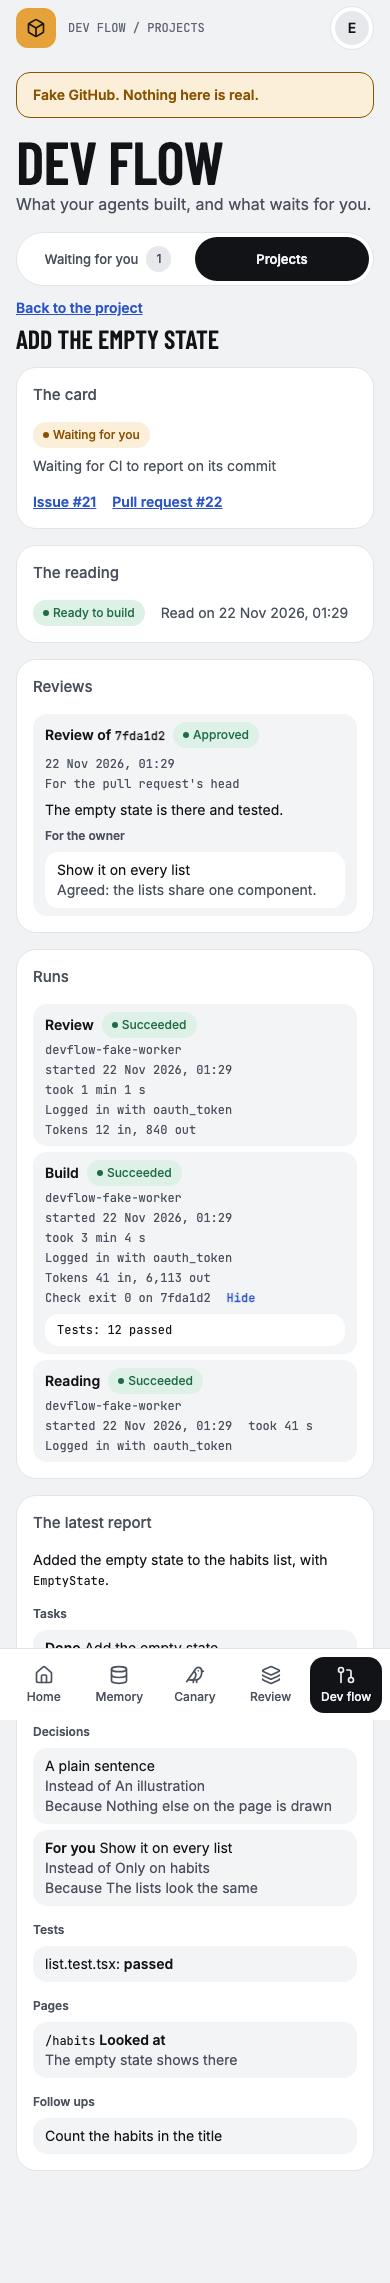 DEV FLOW / PROJECTS
E
Fake GitHub. Nothing here is real.
DEV FLOW
What your agents built, and what waits for you.
Waiting for you 1
Projects
Back to the project
ADD THE EMPTY STATE
The card
Waiting for you
Waiting for CI to report on its commit
Issue #21 Pull request #22
The reading
Ready to build Read on 22 Nov 2026, 01:29
Reviews
Review of 7fda1d2 Approved
22 Nov 2026, 01:29
For the pull request's head
The empty state is there and tested.
For the owner
Show it on every list
Agreed: the lists share one component.
Runs
Review Succeeded
devflow-fake-worker
started 22 Nov 2026, 01:29
took 1 min 1 s
Logged in with oauth_token
Tokens 12 in, 840 out
Build Succeeded
devflow-fake-worker
started 22 Nov 2026, 01:29
took 3 min 4 s
Logged in with oauth_token
Tokens 41 in, 6,113 out
Check exit 0 on 7fda1d2 Hide
Tests: 12 passed
Reading Succeeded
devflow-fake-worker
started 22 Nov 2026, 01:29 took 41 s
Logged in with oauth_token
The latest report
Added the empty state to the habits list, with
EmptyState.
Tasks
Done Add the empty state
Home Memory Canary Review Dev flow
Decisions
A plain sentence
Instead of An illustration
Because Nothing else on the page is drawn
For you Show it on every list
Instead of Only on habits
Because The lists look the same
Tests
list.test.tsx: passed
Pages
/habits Looked at
The empty state shows there
Follow ups
Count the habits in the title